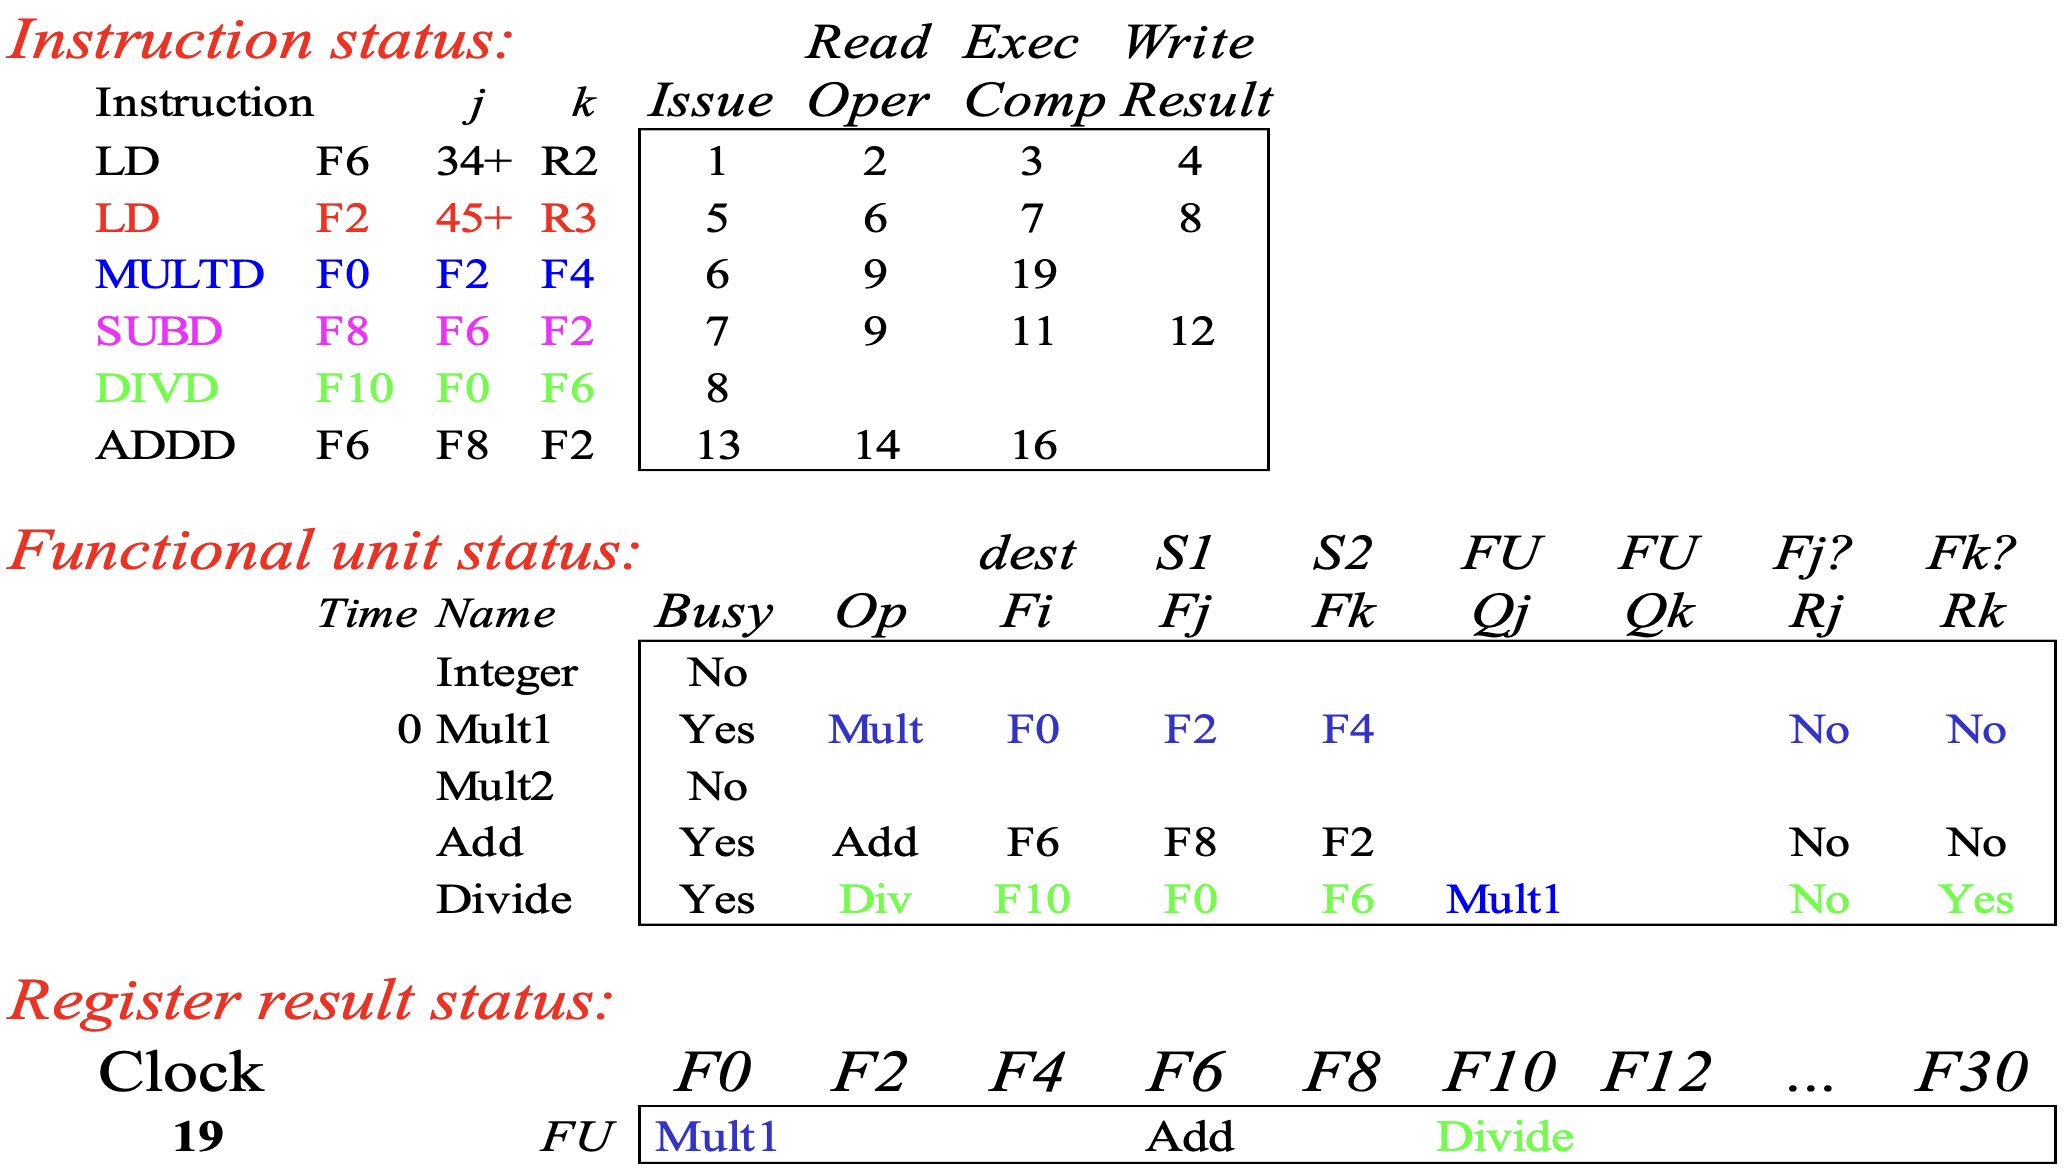 Instruction status: Read Exec Write
Instruction j k Issue Oper Comp Result
LD F6 34+ R2 1 2 3 4
LD F2 45+ R3 5 6 7 8
MULTD F0 F2 F4 6 9 19
SUBD F8 F6 F2 7 9 11 12
DIVD F10 F0 F6 8
ADDD F6 F8 F2 13 14 16
Functional unit status: dest S1 S2 FU FU Fj? Fk?
Time Name Busy Op Fi Fj Fk Qj Qk Rj Rk
Integer No
0 Mult1 Yes Mult F0 F2 F4 No No
Mult2 No
Add Yes Add F6 F8 F2 No No
Divide Yes Div F10 F0 F6 Mult1 No Yes
Register result status:
Clock F0 F2 F4 F6 F8 F10 F12 ... F30
19 FU Mult1 Add Divide